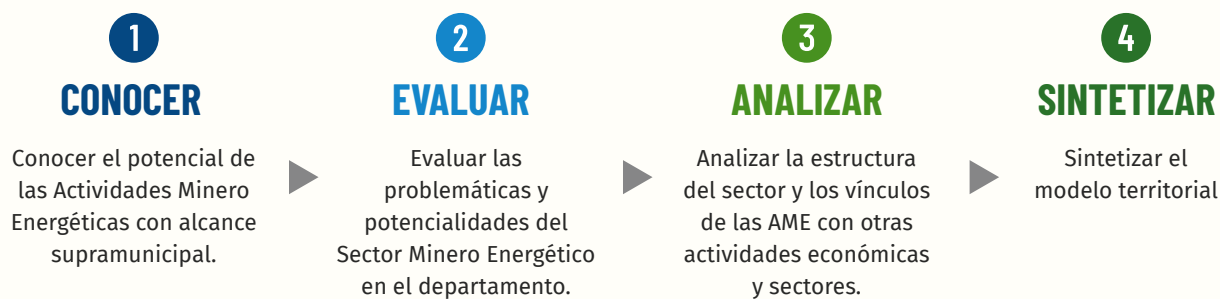 1
CONOCER
Conocer el potencial de
las Actividades Minero
Energéticas con alcance
supramunicipal.
2
EVALUAR
Evaluar las
problemáticas y
potencialidades del
Sector Minero Energético
en el departamento.
3
ANALIZAR
Analizar la estructura
del sector y los vínculos
de las AME con otras
actividades económicas
y sectores.
4
SINTETIZAR
Sintetizar el
modelo territorial